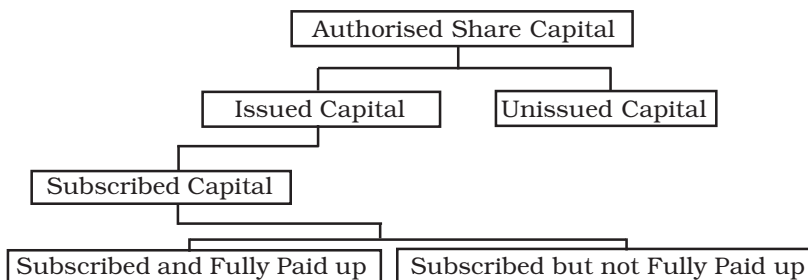 Authorised Share Capital
Issued Capital
Unissued Capital
Subscribed Capital
Subscribed and Fully Paid up
Subscribed but not Fully Paid up